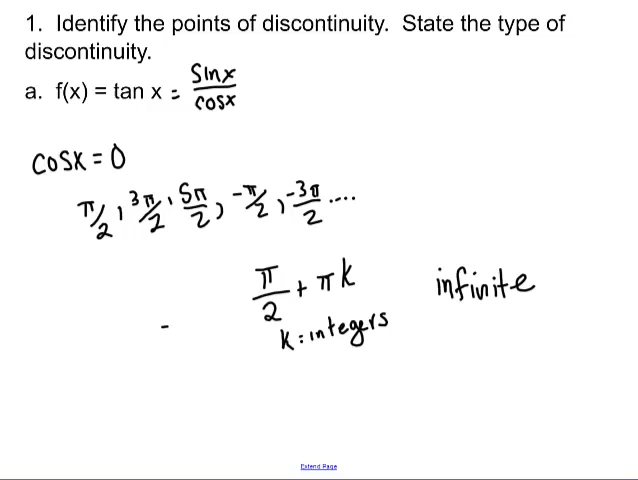 1. Identify the points of discontinuity. State the type of
discontinuity.
a. f(x) = tan x = sinx/cosx
cosx = 0
π/2, 3π/2, 5π/2, -π/2, -3π/2 ....
π/2 + πk infinite
k = integers
Extend Page